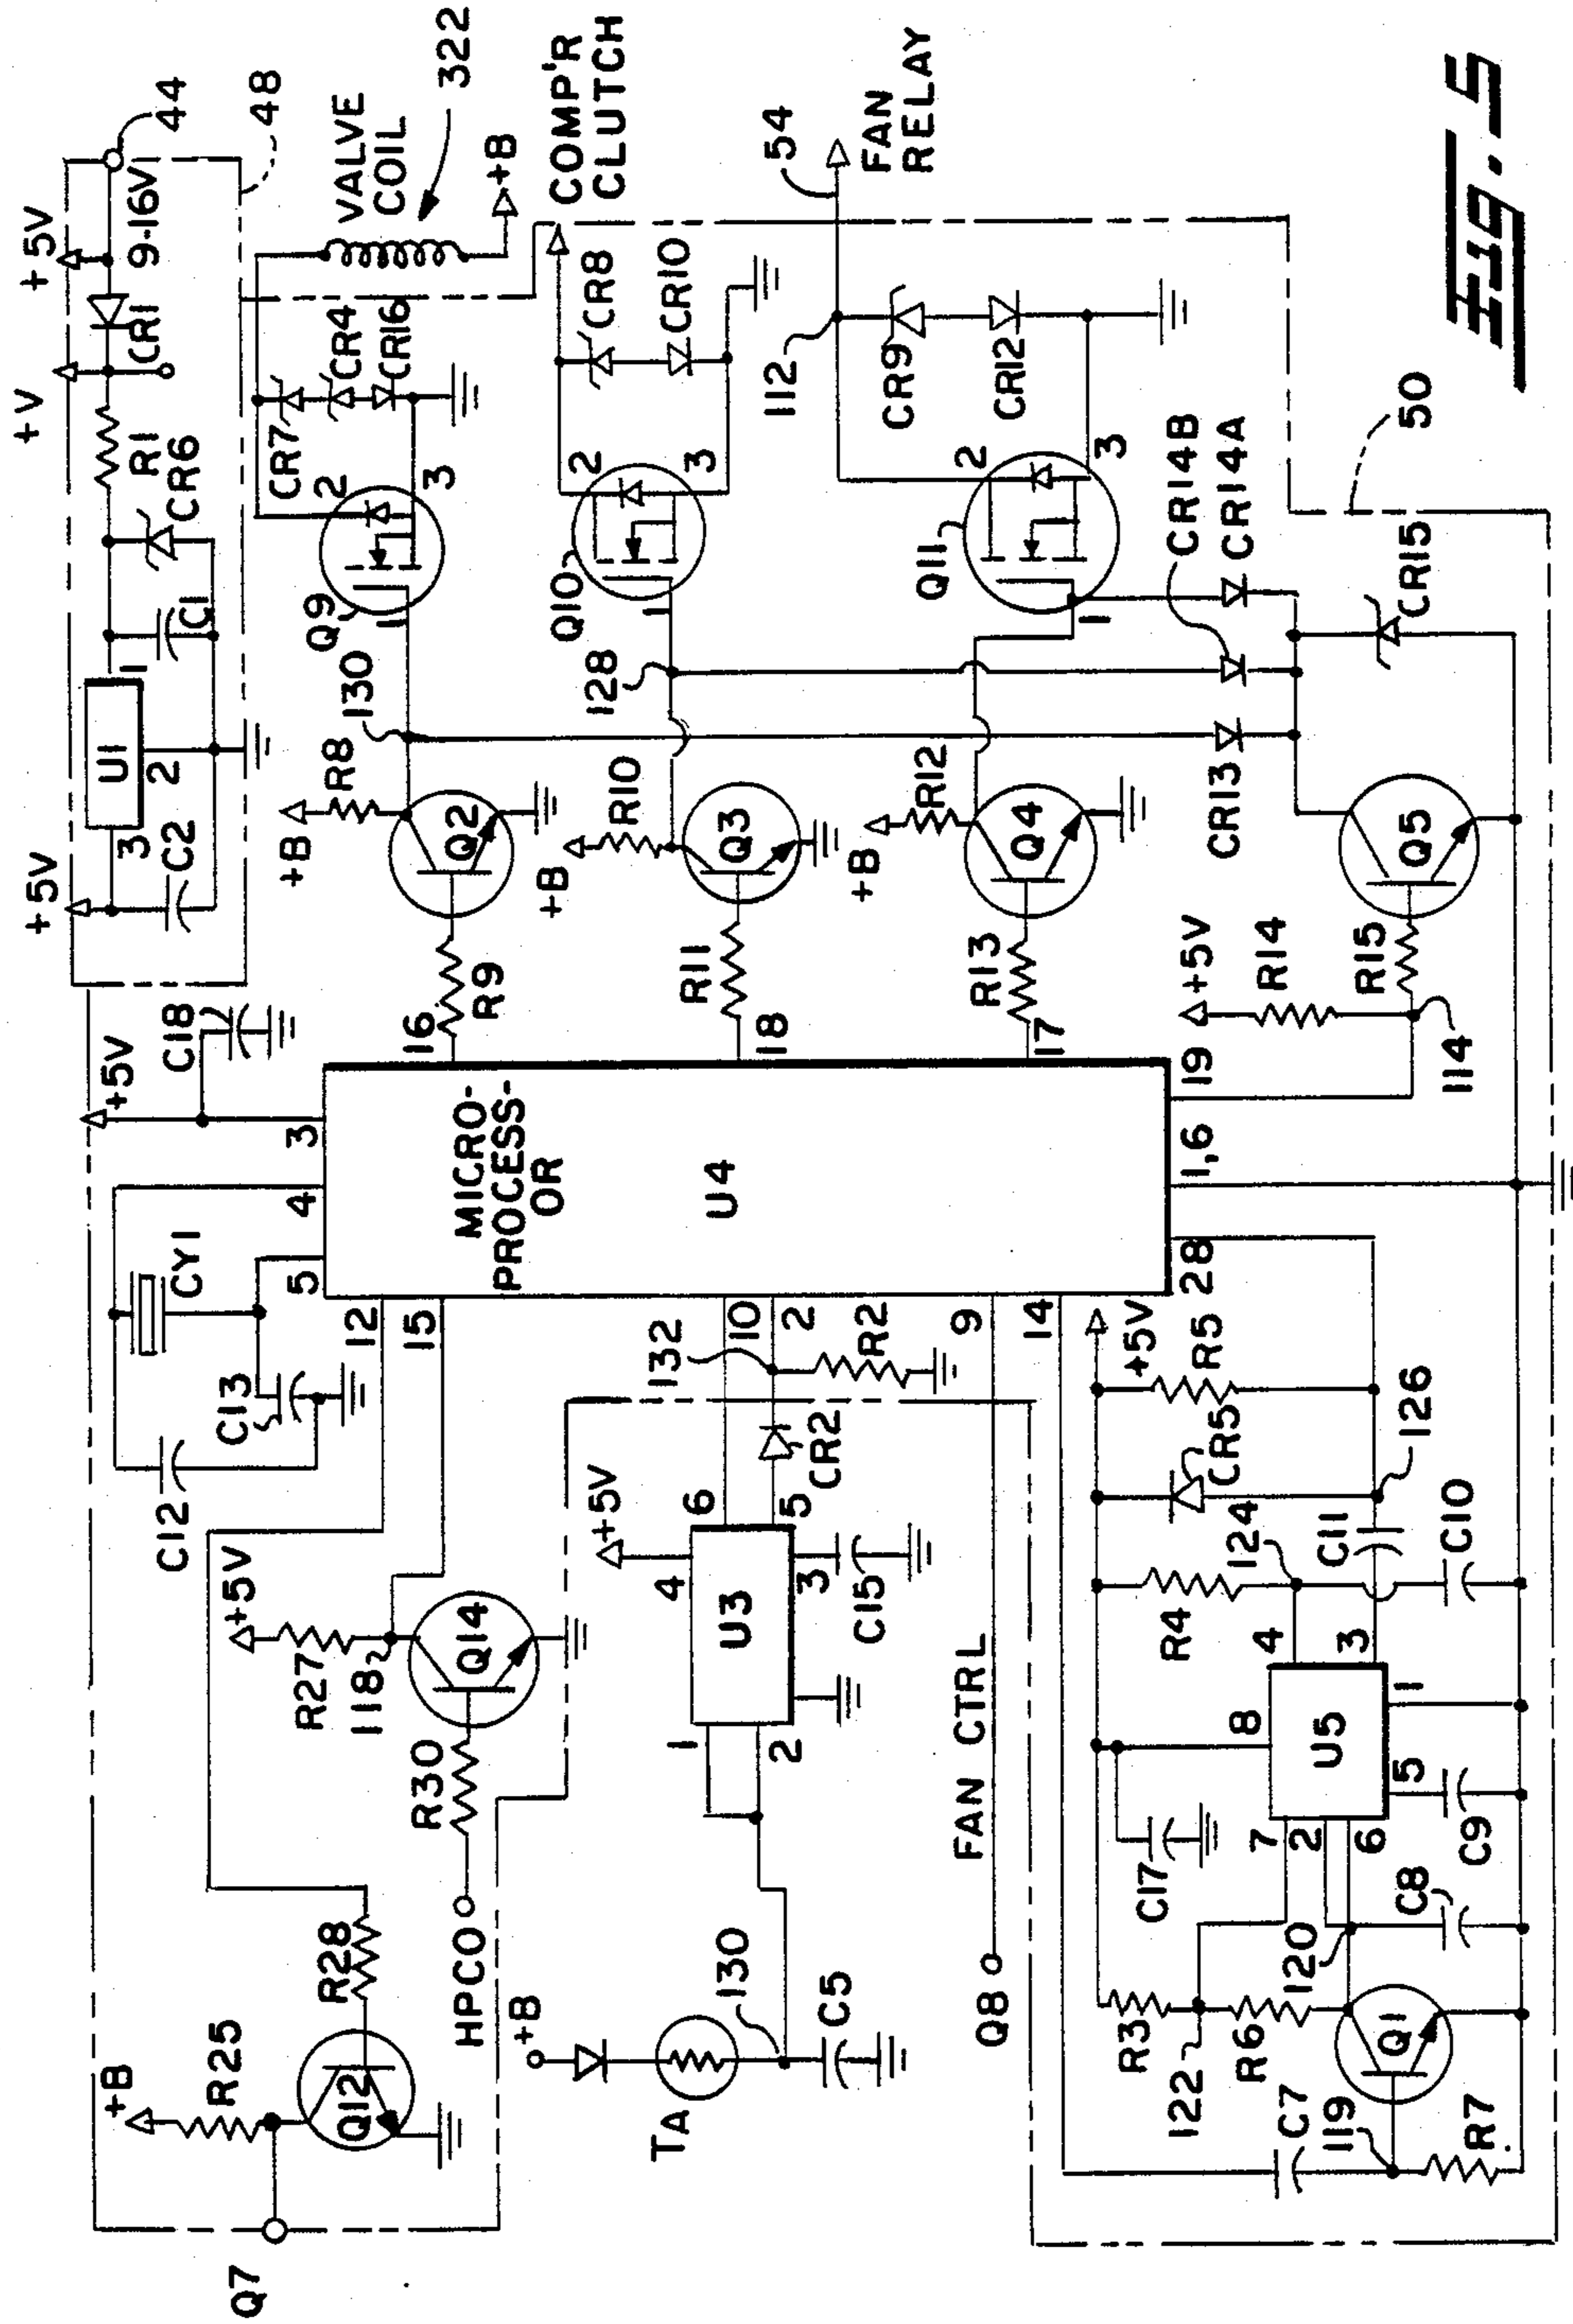 +5V
+V
+5V
44
48
9-16V
CR1
R1
CR6
C1
U1
1
2
3
C2
VALVE
COIL
322
+B
COMP'R
CLUTCH
54
FAN
RELAY
CR7
CR4
CR16
CR8
CR10
112
CR9
CR12
Q9
1
2
3
Q10
1
2
3
Q11
1
2
3
130
128
CR14B
CR14A
50
CR15
CR13
+B
R8
Q2
+B
R10
Q3
+B
R12
Q4
Q5
R9
R11
R13
+5V
R14
R15
114
C18
+5V
16
18
17
19
3
4
5
12
15
10
2
9
14
28
1,6
MICRO-
PROCESS-
OR
U4
CY1
C13
C12
+5V
R27
118
Q14
R30
HPCO
132
R2
CR2
+5V
4
6
5
3
U3
1
2
C15
FAN CTRL
Q8
+B
R25
Q12
R28
Q7
+B
TA
130
C5
+5V
R5
CR5
126
124
R4
C11
C10
4
3
8
1
U5
5
7
2
6
C17
C9
C8
120
R3
122
R6
Q1
C7
119
R7
Fig. 5